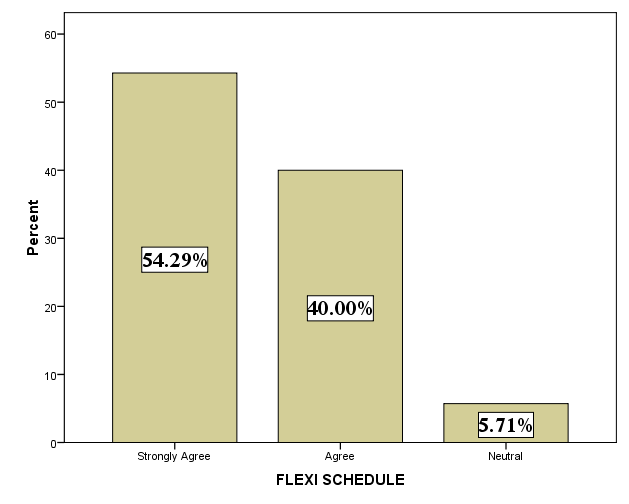 60
50
40
30
20
10
0
Percent
54.29%
40.00%
5.71%
Strongly Agree
Agree
Neutral
FLEXI SCHEDULE